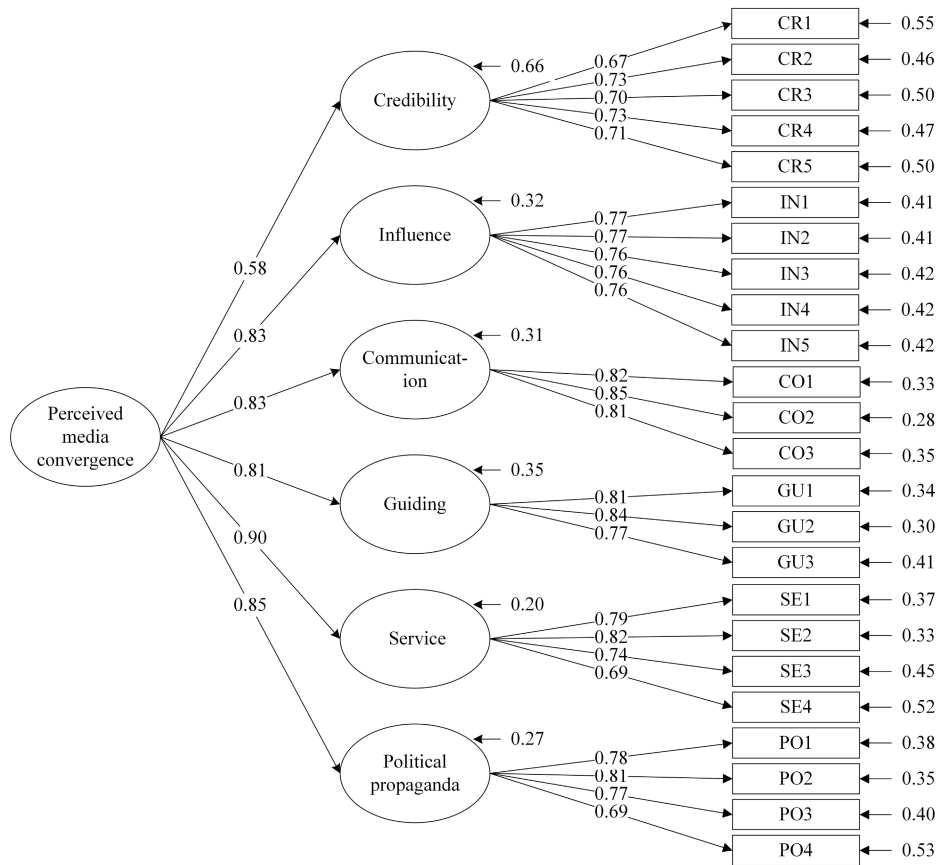 CR1
0.55
0.66
0.67
CR2
0.46
0.73
Credibility
0.70
CR3
0.50
0.73
CR4
0.47
0.71
CR5
0.50
0.32
IN1
0.41
0.77
Influence
0.77
IN2
0.41
0.76
0.58
IN3
0.42
0.76
0.76
IN4
0.42
0.83
0.31
IN5
0.42
Communicat-
ion
0.82
CO1
0.33
0.85
0.83
0.81
CO2
0.28
Perceived
media
convergence
CO3
0.35
0.81
0.35
0.81
GU1
0.34
Guiding
0.84
GU2
0.30
0.77
0.90
GU3
0.41
0.85
0.20
0.79
SE1
0.37
Service
0.82
SE2
0.33
0.74
0.69
SE3
0.45
SE4
0.52
0.27
0.78
PO1
0.38
Political
propaganda
0.81
PO2
0.35
0.77
0.69
PO3
0.40
PO4
0.53